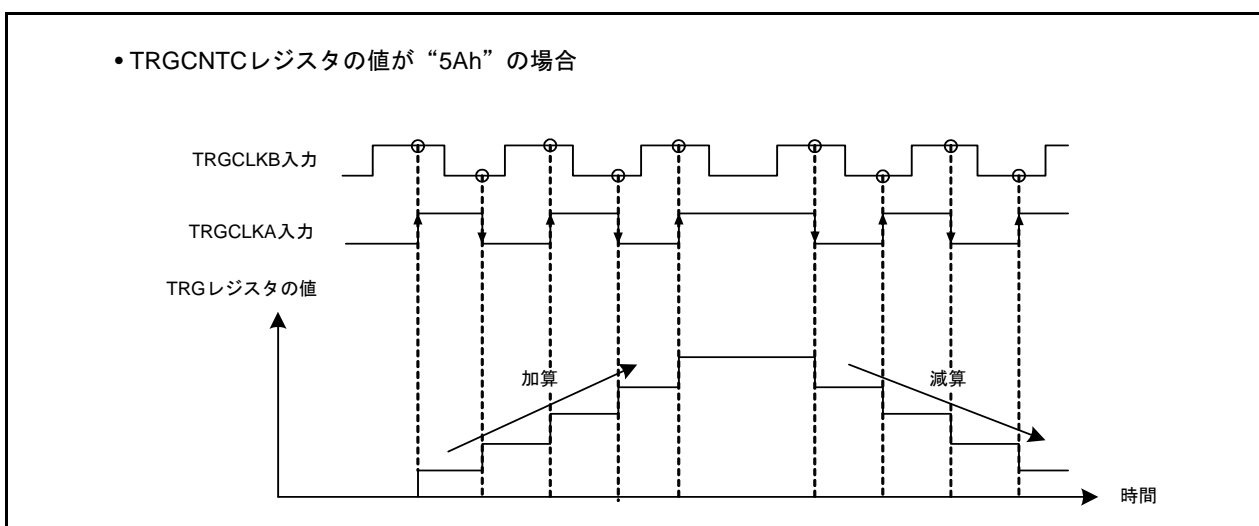 • TRGCNTCレジスタの値が“5Ah”の場合
TRGCLKB入力
TRGCLKA入力
TRGレジスタの値
加算
減算
時間